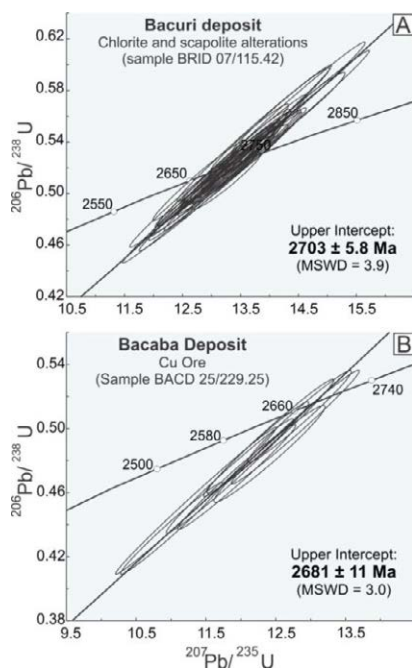 Bacuri deposit
A
Chlorite and scapolite alterations
(sample BRID 07/115.42)
0.62
0.58
0.54
0.50
0.46
0.42
206Pb/ 238 U
2550
2650
2750
2850
Upper Intercept:
2703 ± 5.8 Ma
(MSWD = 3.9)
10.5 11.5 12.5 13.5 14.5 15.5
Bacaba Deposit
B
Cu Ore
(Sample BACD 25/229.25)
0.54
0.50
0.46
0.42
0.38
206Pb/ 238 U
2500
2580
2660
2740
Upper Intercept:
2681 ± 11 Ma
(MSWD = 3.0)
9.5 10.5 11.5 12.5 13.5
207Pb/ 235U